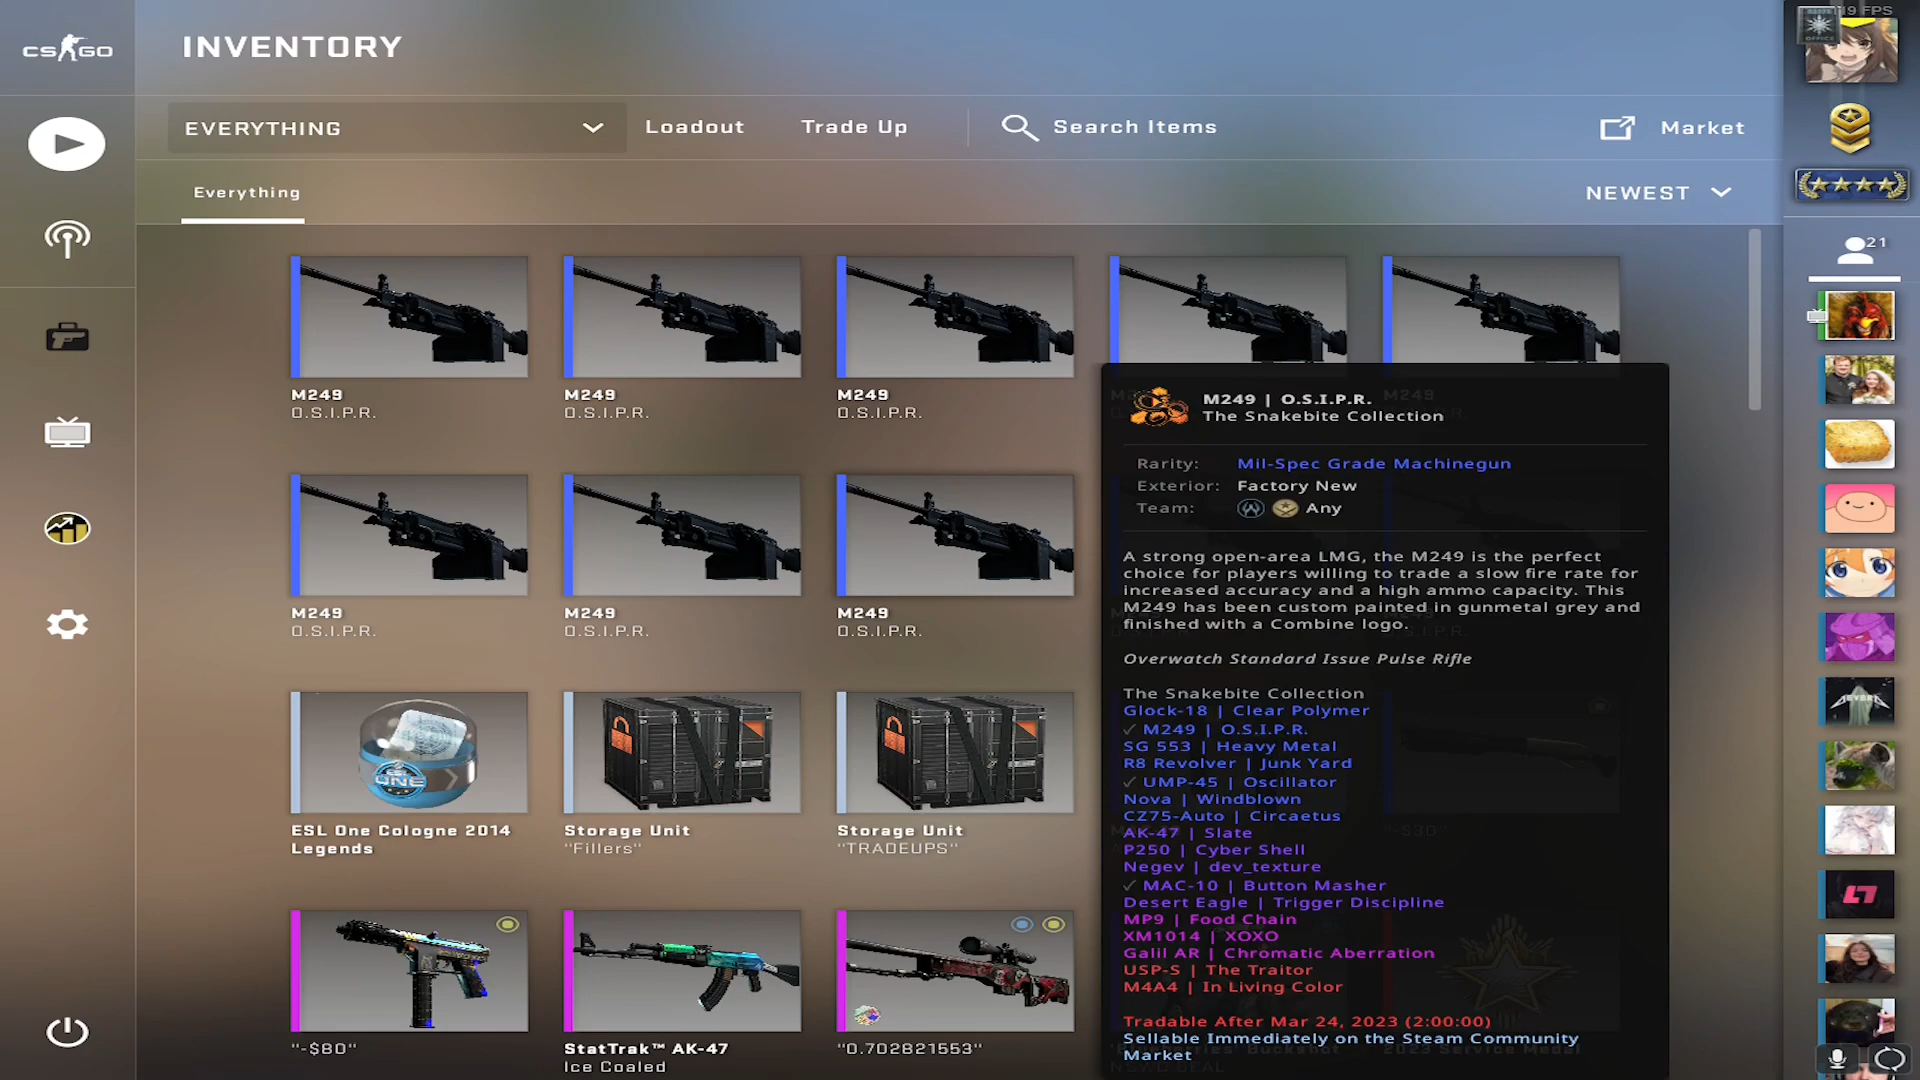 CS GO
INVENTORY
119 FPS
EVERYTHING
Loadout
Trade Up
Search Items
Market
Everything
NEWEST
21
M249
O.S.I.P.R.
M249
O.S.I.P.R.
M249
O.S.I.P.R.
M249
M249
O.S.I.P.R.
M249
O.S.I.P.R.
M249
O.S.I.P.R.
ESL One Cologne 2014
Legends
Storage Unit
"Fillers"
Storage Unit
"TRADEUPS"
"-$30"
"-$80"
StatTrak™ AK-47
Ice Coaled
"0.702821553"
M249 | O.S.I.P.R.
The Snakebite Collection
Rarity: Mil-Spec Grade Machinegun
Exterior: Factory New
Team: Any
A strong open-area LMG, the M249 is the perfect
choice for players willing to trade a slow fire rate for
increased accuracy and a high ammo capacity. This
M249 has been custom painted in gunmetal grey and
finished with a Combine logo.
Overwatch Standard Issue Pulse Rifle
The Snakebite Collection
Glock-18 | Clear Polymer
✓ M249 | O.S.I.P.R.
SG 553 | Heavy Metal
R8 Revolver | Junk Yard
✓ UMP-45 | Oscillator
Nova | Windblown
CZ75-Auto | Circaetus
AK-47 | Slate
P250 | Cyber Shell
Negev | dev_texture
✓ MAC-10 | Button Masher
Desert Eagle | Trigger Discipline
MP9 | Food Chain
XM1014 | XOXO
Galil AR | Chromatic Aberration
USP-S | The Traitor
M4A4 | In Living Color
Tradable After Mar 24, 2023 (2:00:00)
Sellable Immediately on the Steam Community
Market